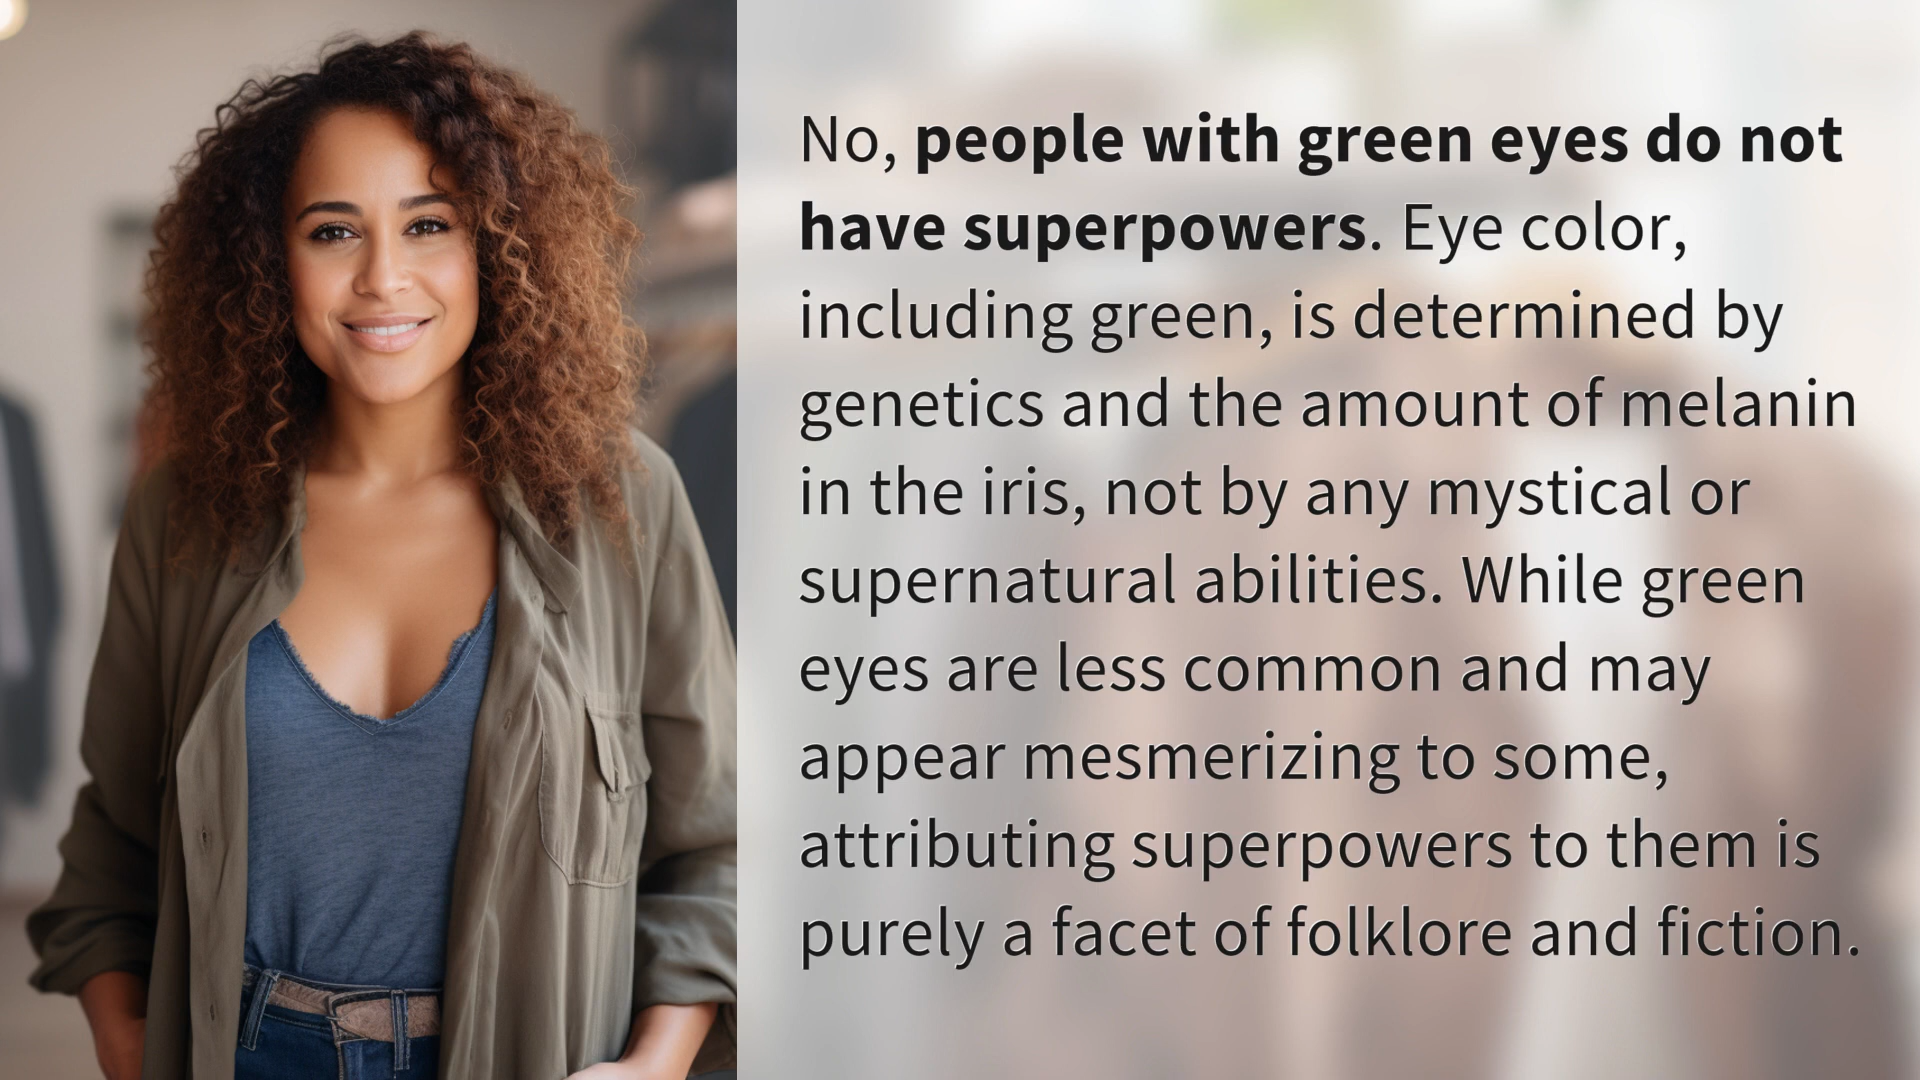 No, people with green eyes do not
have superpowers. Eye color,
including green, is determined by
genetics and the amount of melanin
in the iris, not by any mystical or
supernatural abilities. While green
eyes are less common and may
appear mesmerizing to some,
attributing superpowers to them is
purely a facet of folklore and fiction.